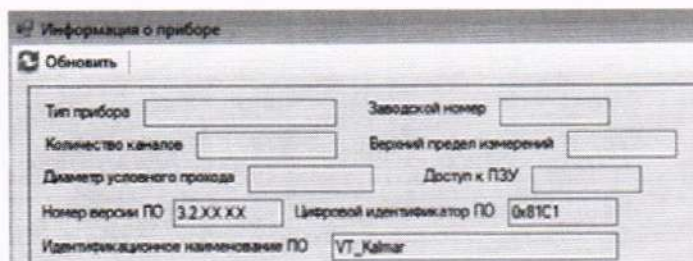 Информация о приборе
Обновить
Тип прибора Заводской номер
Количество каналов Верхний предел измерений
Диаметр условного прохода Доступ к ПЗУ
Номер версии ПО 3.2.XX.XX Цифровой идентификатор ПО 0x81C1
Идентификационное наименование ПО VT_Kalmar